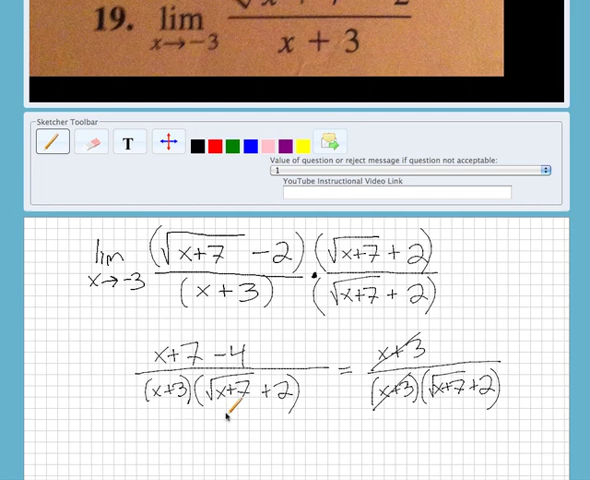 19. lim x→-3
x + 3
Sketcher Toolbar
T
Value of question or reject message if question not acceptable:
1
YouTube Instructional Video Link
lim x→-3 (√x+7 - 2)/(x+3) · (√x+7 + 2)/(√x+7 + 2)
x+7-4/(x+3)(√x+7 +2) = x+3/(x+3)(√x+7 +2)